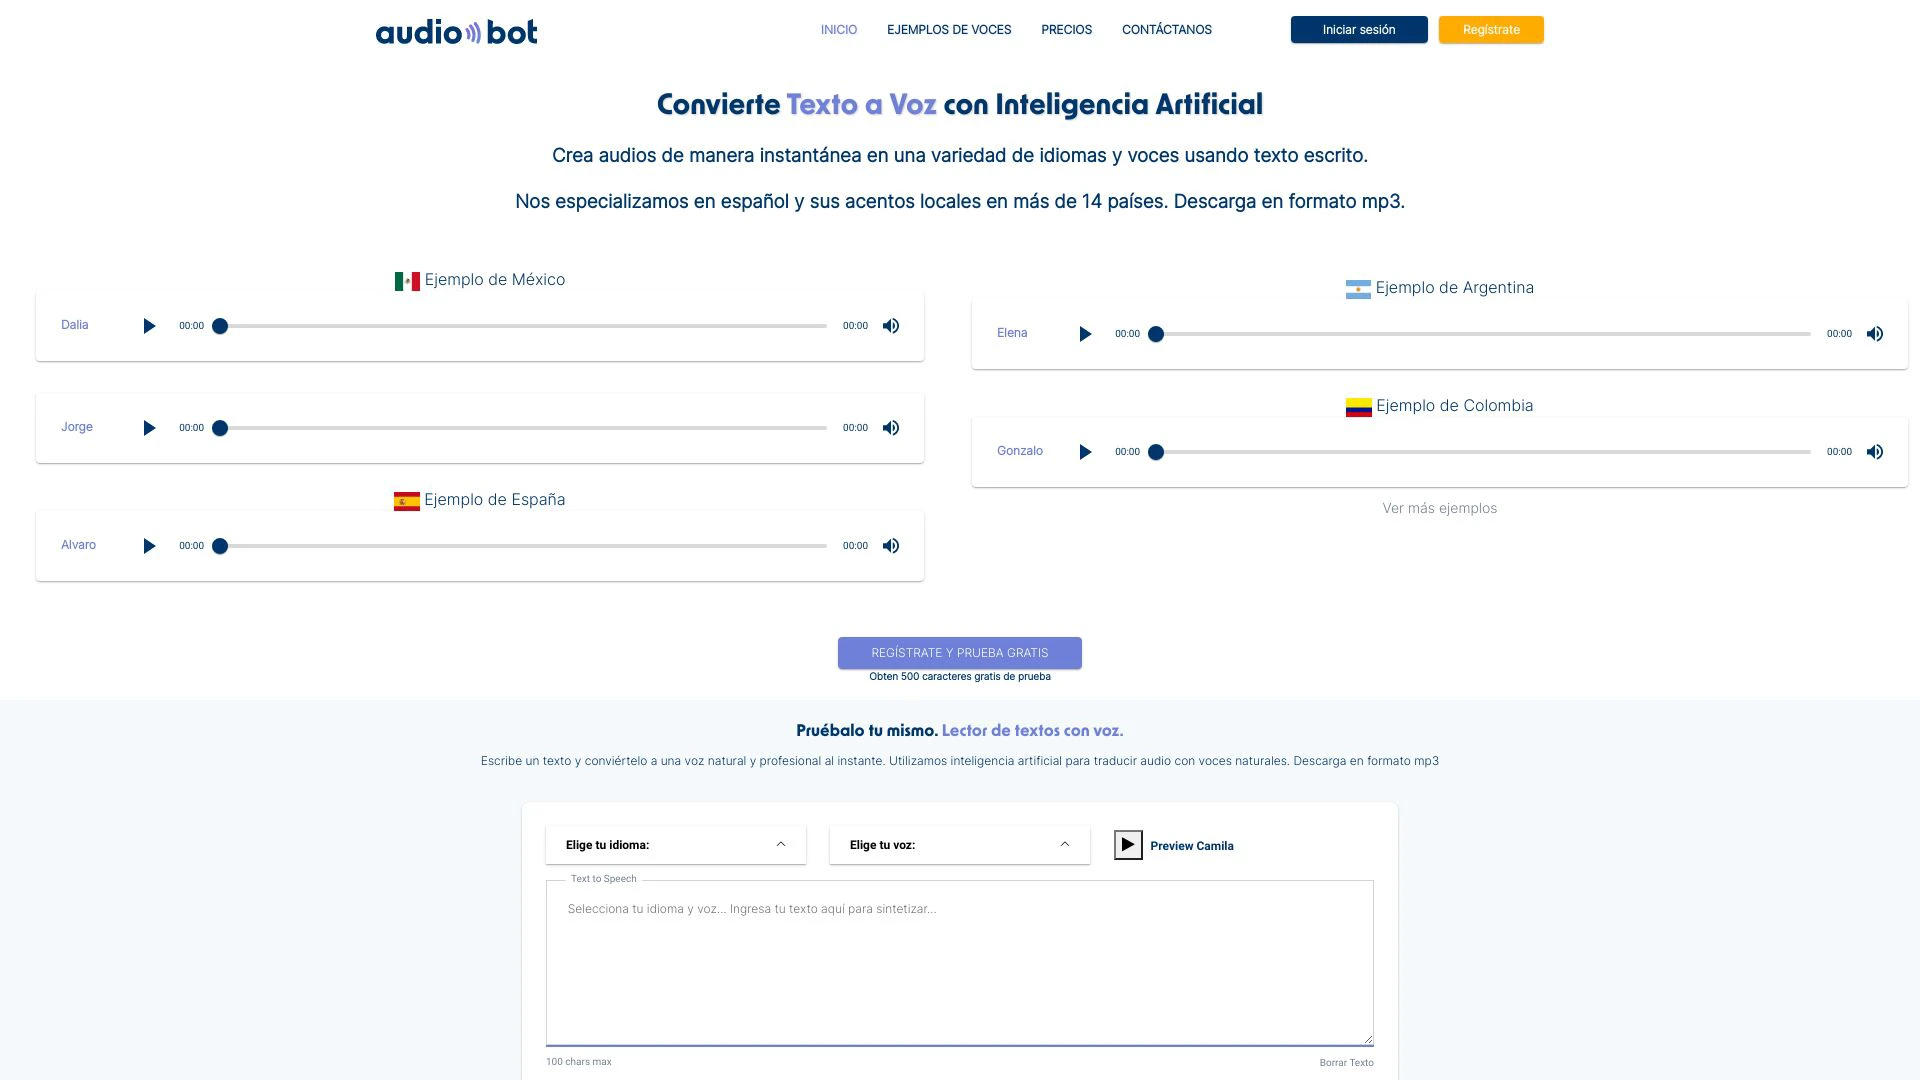 audio bot
INICIO
EJEMPLOS DE VOCES
PRECIOS
CONTÁCTANOS
Iniciar sesión
Regístrate
Convierte Texto a Voz con Inteligencia Artificial
Crea audios de manera instantánea en una variedad de idiomas y voces usando texto escrito.
Nos especializamos en español y sus acentos locales en más de 14 países. Descarga en formato mp3.
Ejemplo de México
Dalia
00:00
00:00
Jorge
00:00
00:00
Ejemplo de España
Alvaro
00:00
00:00
Ejemplo de Argentina
Elena
00:00
00:00
Ejemplo de Colombia
Gonzalo
00:00
00:00
Ver más ejemplos
REGÍSTRATE Y PRUEBA GRATIS
Obten 500 caracteres gratis de prueba
Pruébalo tu mismo. Lector de textos con voz.
Escribe un texto y conviértelo a una voz natural y profesional al instante. Utilizamos inteligencia artificial para traducir audio con voces naturales. Descarga en formato mp3
Elige tu idioma:
Elige tu voz:
Preview Camila
Text to Speech
Selecciona tu idioma y voz... Ingresa tu texto aquí para sintetizar...
100 chars max
Borrar Texto